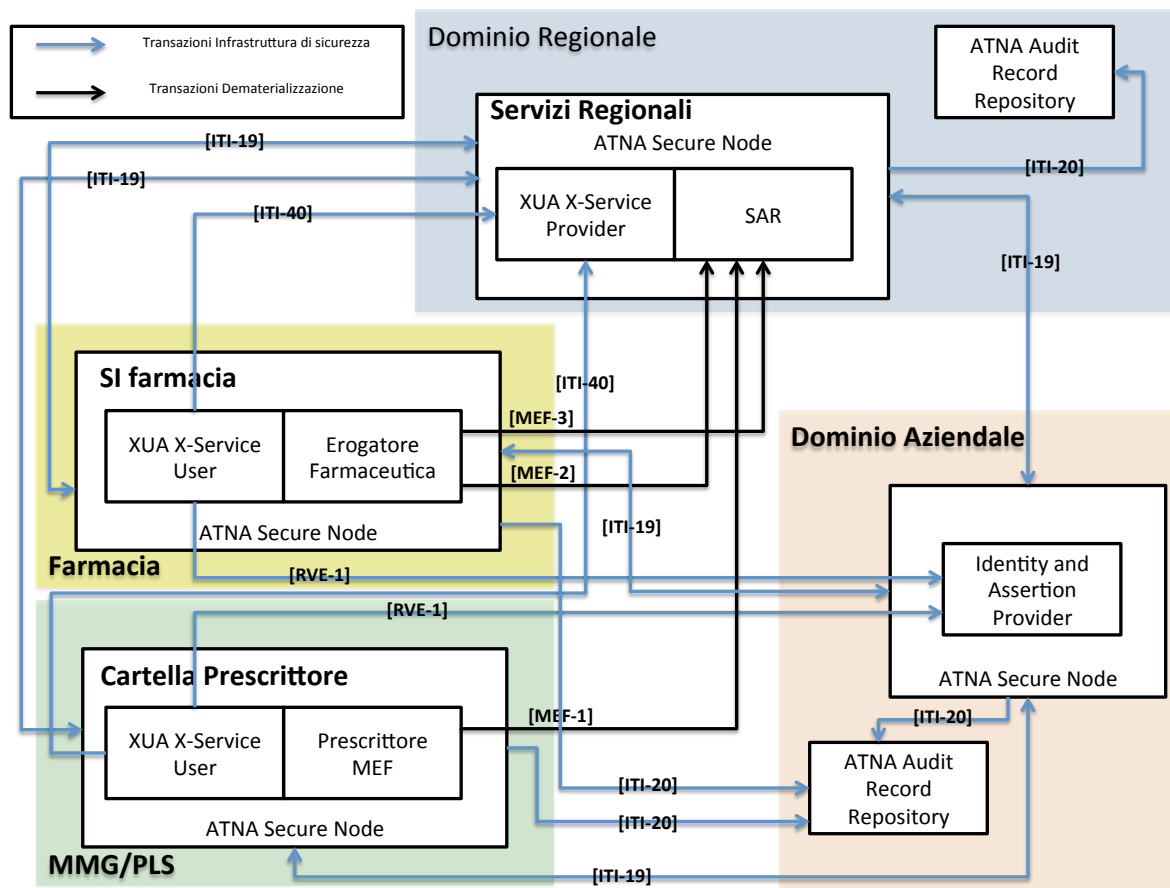 Transazioni Infrastruttura di sicurezza
Transazioni Dematerializzazione
Dominio Regionale
ATNA Audit
Record
Repository
Servizi Regionali
ATNA Secure Node
XUA X-Service
Provider
SAR
[ITI-19]
[ITI-19]
[ITI-20]
[ITI-40]
[ITI-19]
SI farmacia
[ITI-40]
XUA X-Service
User
Erogatore
Farmaceutica
[MEF-3]
[MEF-2]
ATNA Secure Node
Farmacia
[ITI-19]
Dominio Aziendale
[RVE-1]
[RVE-1]
Identity and
Assertion
Provider
ATNA Secure Node
Cartella Prescrittore
XUA X-Service
User
Prescrittore
MEF
[MEF-1]
ATNA Secure Node
MMG/PLS
[ITI-20]
ATNA Audit
Record
Repository
[ITI-20]
[ITI-20]
[ITI-19]